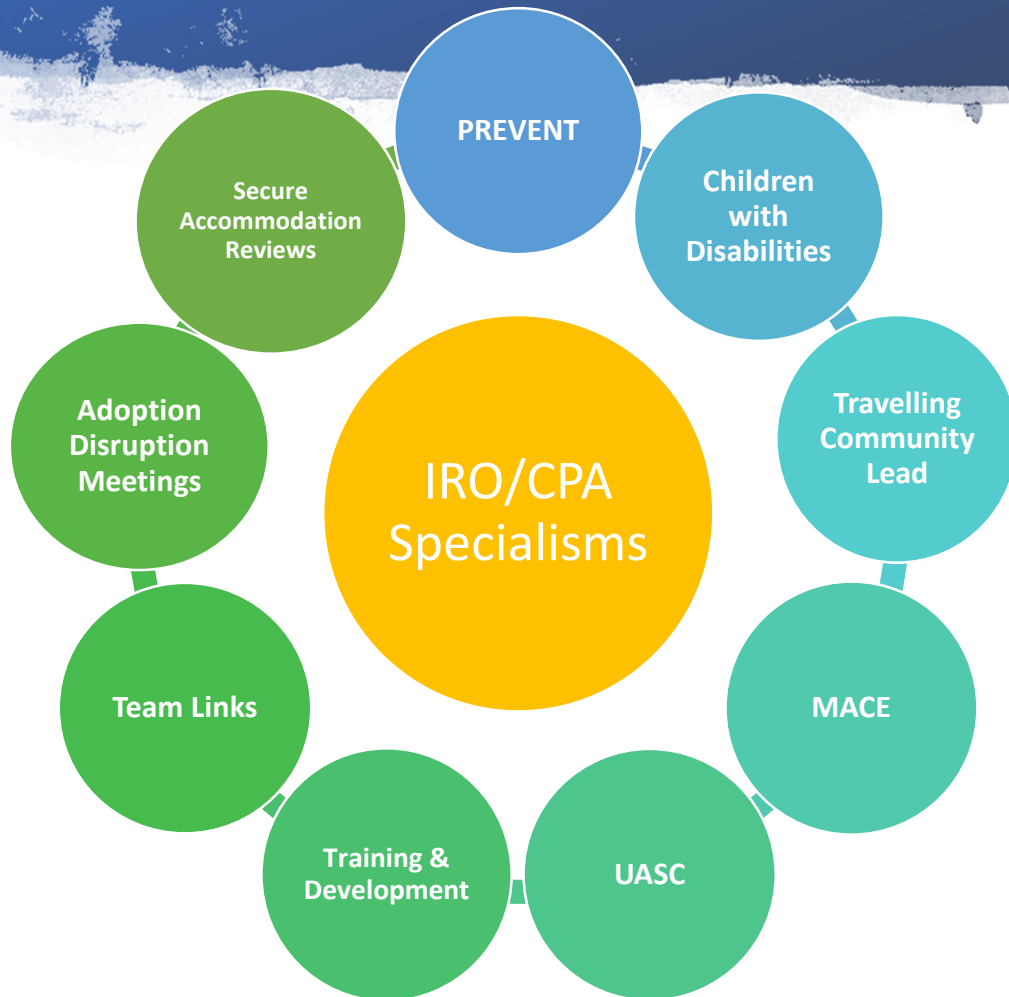 PREVENT
Children
with
Disabilities
Travelling
Community
Lead
MACE
UASC
Training &
Development
Team Links
Adoption
Disruption
Meetings
Secure
Accommodation
Reviews
IRO/CPA
Specialisms